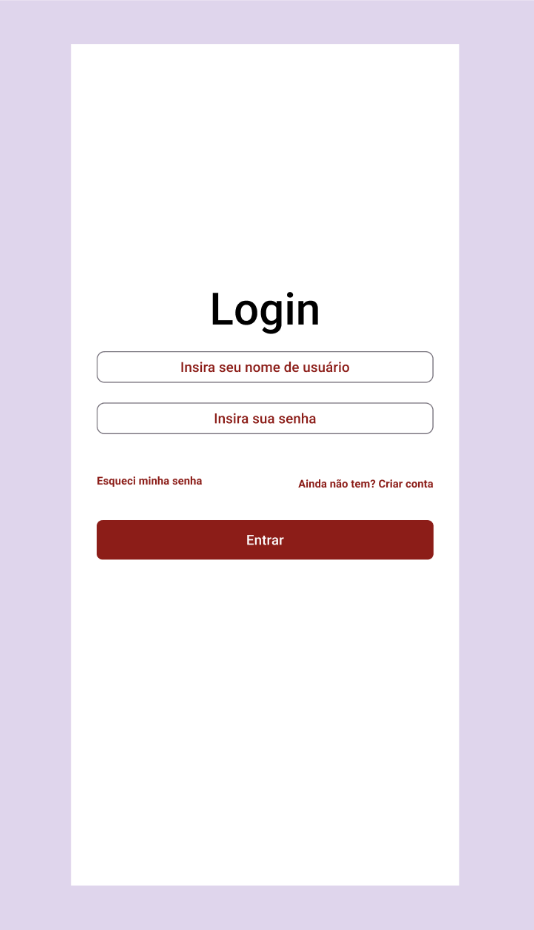 Login
Insira seu nome de usuário
Insira sua senha
Esqueci minha senha
Ainda não tem? Criar conta
Entrar